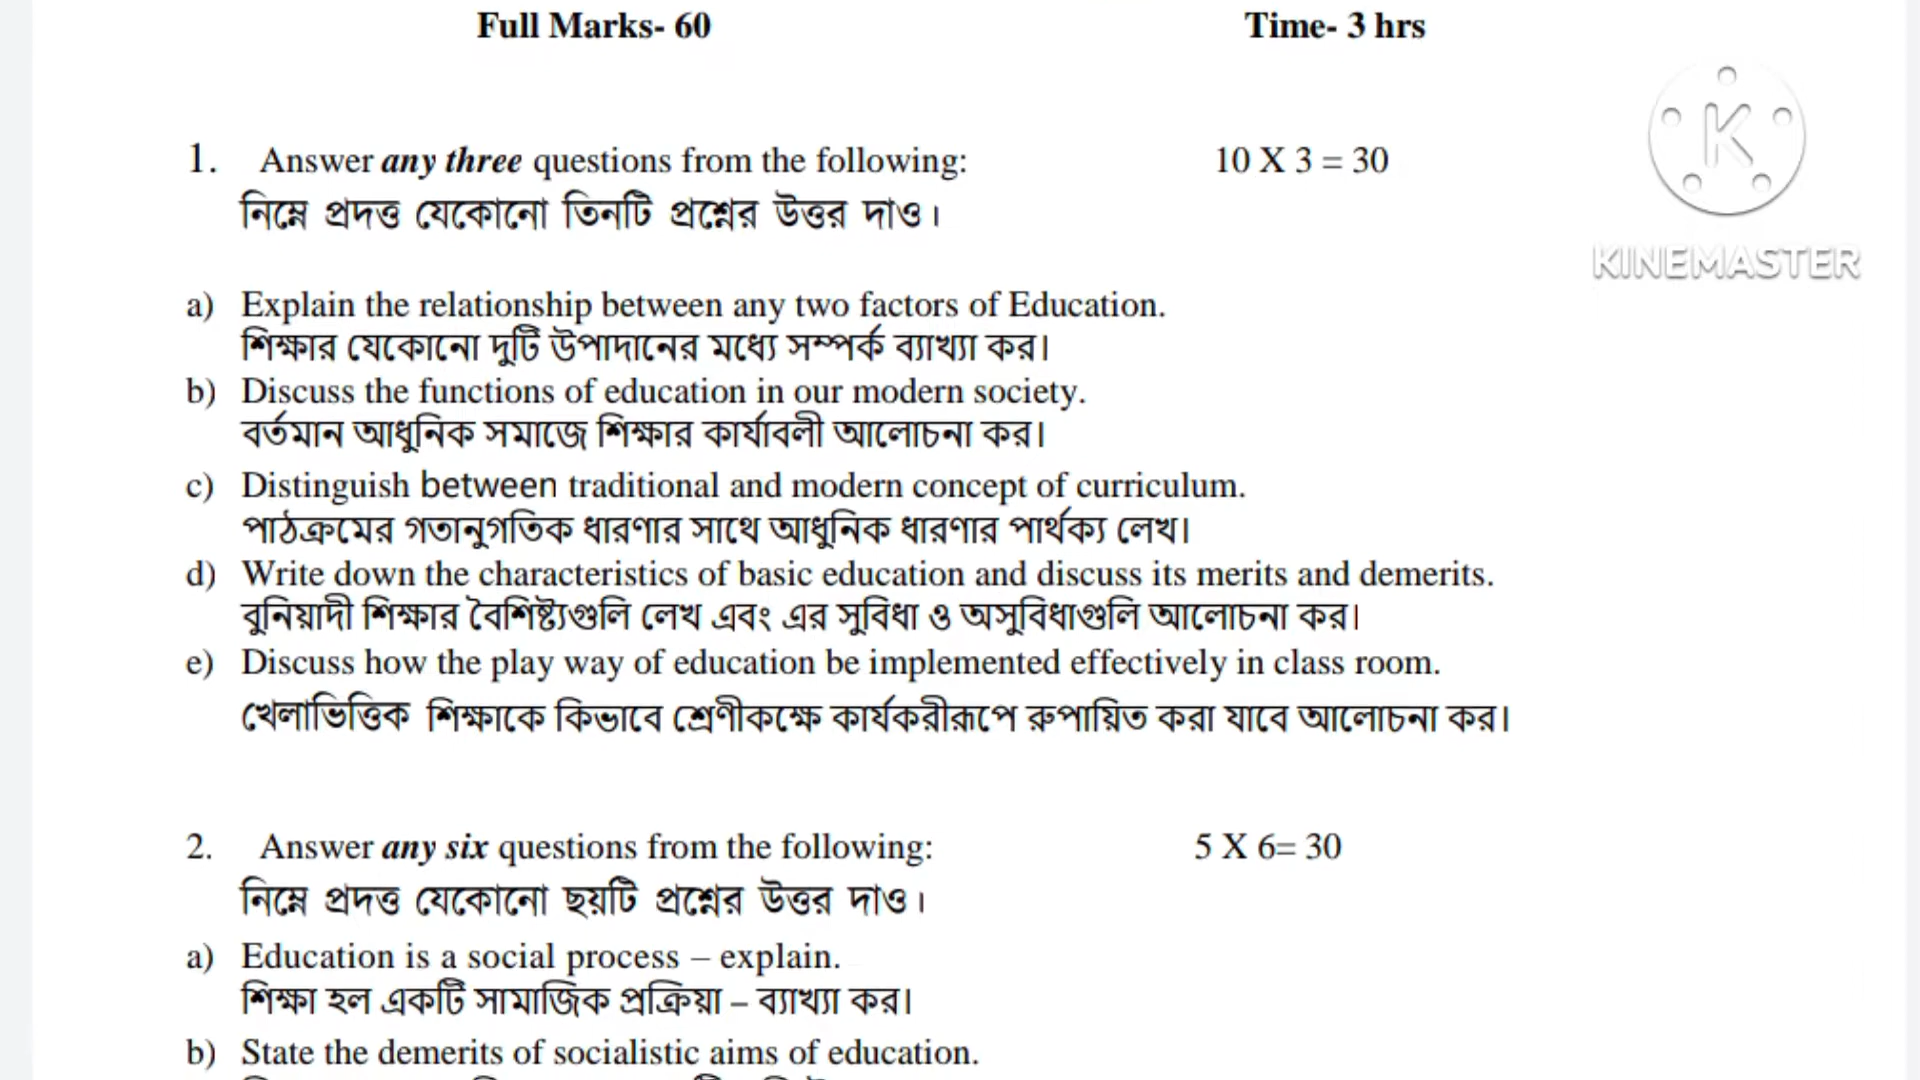 Full Marks- 60 Time- 3 hrs
1. Answer any three questions from the following: 10 X 3 = 30
নিম্নে প্রদত্ত যেকোনো তিনটি প্রশ্নের উত্তর দাও।
K
KINEMASTER
a) Explain the relationship between any two factors of Education.
শিক্ষার যেকোনো দুটি উপাদানের মধ্যে সম্পর্ক ব্যাখ্যা কর।
b) Discuss the functions of education in our modern society.
বর্তমান আধুনিক সমাজে শিক্ষার কার্যাবলী আলোচনা কর।
c) Distinguish between traditional and modern concept of curriculum.
পাঠক্রমের গতানুগতিক ধারণার সাথে আধুনিক ধারণার পার্থক্য লেখ।
d) Write down the characteristics of basic education and discuss its merits and demerits.
বুনিয়াদী শিক্ষার বৈশিষ্ট্যগুলি লেখ এবং এর সুবিধা ও অসুবিধাগুলি আলোচনা কর।
e) Discuss how the play way of education be implemented effectively in class room.
খেলাভিত্তিক শিক্ষাকে কিভাবে শ্রেণীকক্ষে কার্যকরীরূপে রুপায়িত করা যাবে আলোচনা কর।
2. Answer any six questions from the following: 5 X 6= 30
নিম্নে প্রদত্ত যেকোনো ছয়টি প্রশ্নের উত্তর দাও।
a) Education is a social process – explain.
শিক্ষা হল একটি সামাজিক প্রক্রিয়া – ব্যাখ্যা কর।
b) State the demerits of socialistic aims of education.